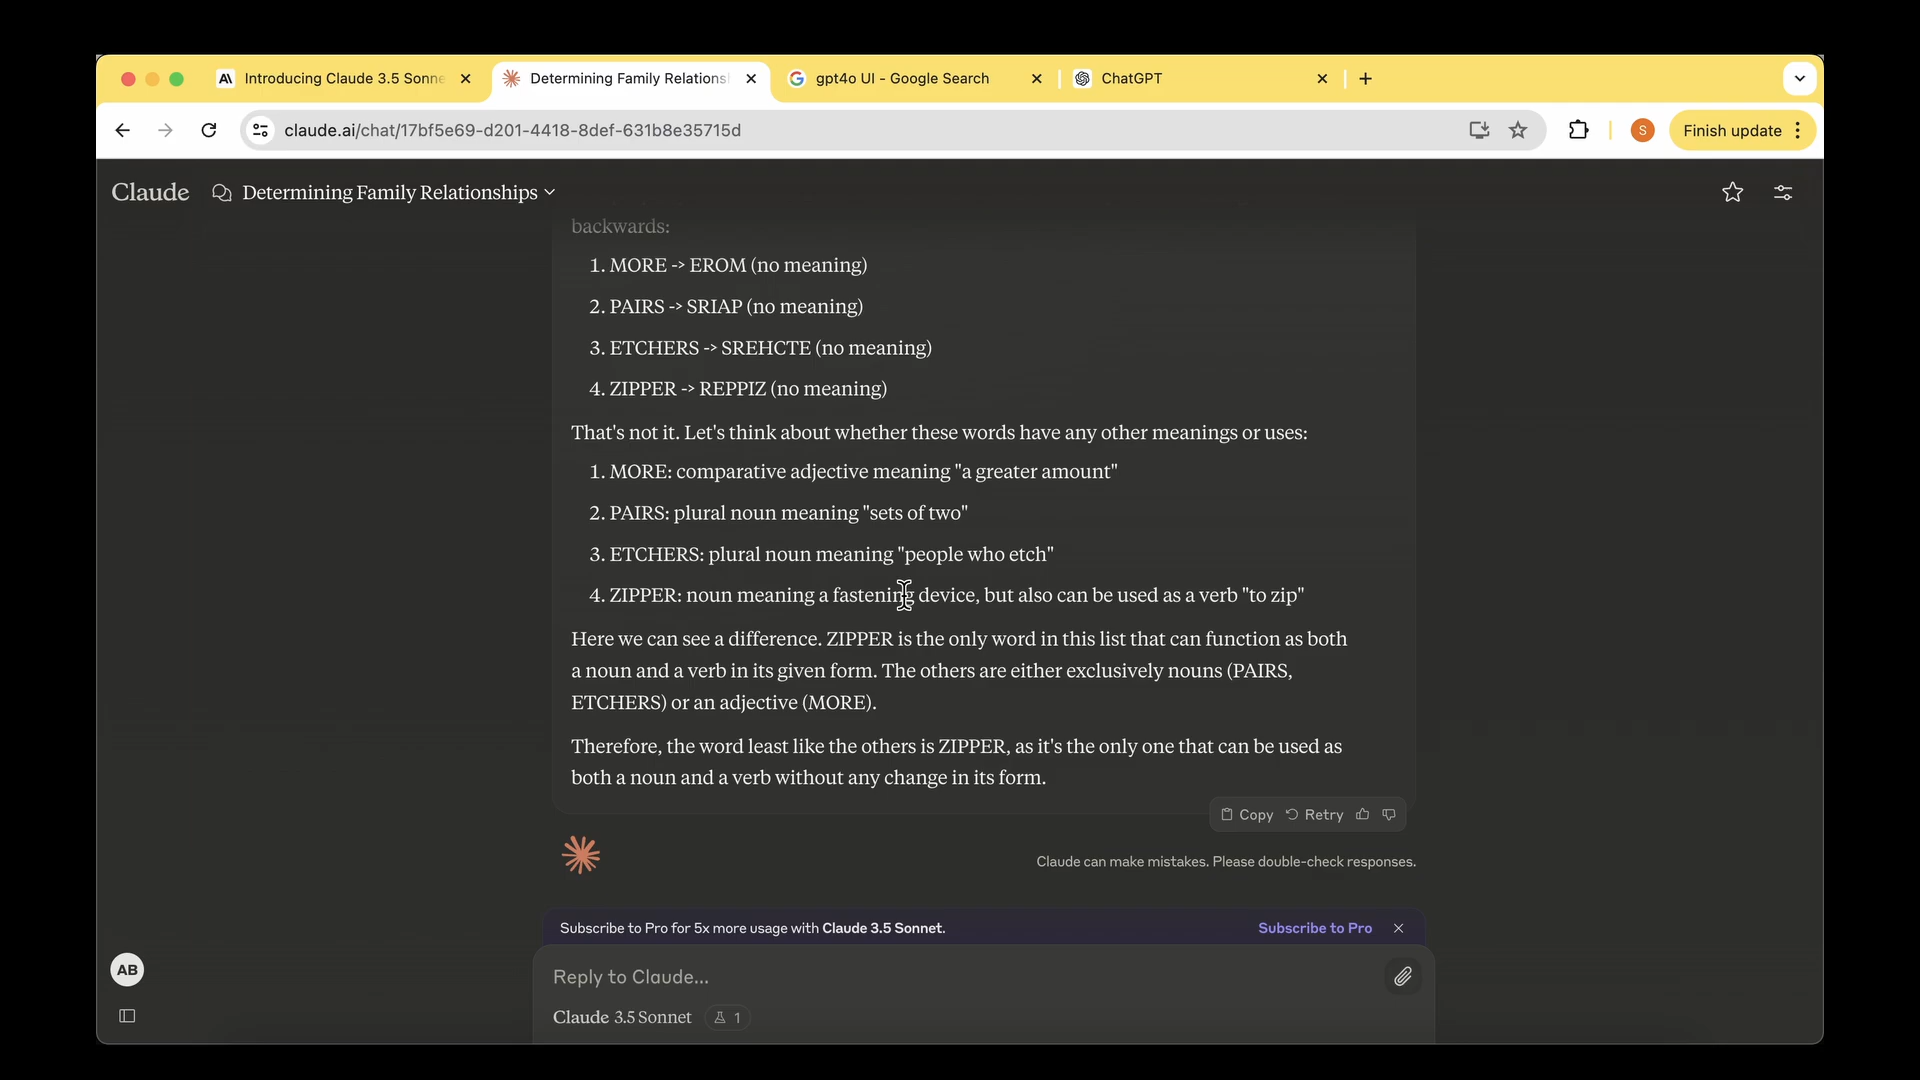 Introducing Claude 3.5 Sonne
Determining Family Relations
gpt4o UI - Google Search
ChatGPT
claude.ai/chat/17bf5e69-d201-4418-8def-631b8e35715d
S
Finish update
Claude
Determining Family Relationships
backwards:
1. MORE -> EROM (no meaning)
2. PAIRS -> SRIAP (no meaning)
3. ETCHERS -> SREHCTE (no meaning)
4. ZIPPER -> REPPIZ (no meaning)
That's not it. Let's think about whether these words have any other meanings or uses:
1. MORE: comparative adjective meaning "a greater amount"
2. PAIRS: plural noun meaning "sets of two"
3. ETCHERS: plural noun meaning "people who etch"
4. ZIPPER: noun meaning a fastening device, but also can be used as a verb "to zip"
Here we can see a difference. ZIPPER is the only word in this list that can function as both
a noun and a verb in its given form. The others are either exclusively nouns (PAIRS,
ETCHERS) or an adjective (MORE).
Therefore, the word least like the others is ZIPPER, as it's the only one that can be used as
both a noun and a verb without any change in its form.
Copy Retry
Claude can make mistakes. Please double-check responses.
Subscribe to Pro for 5x more usage with Claude 3.5 Sonnet.
Subscribe to Pro
AB
Reply to Claude...
Claude 3.5 Sonnet 1